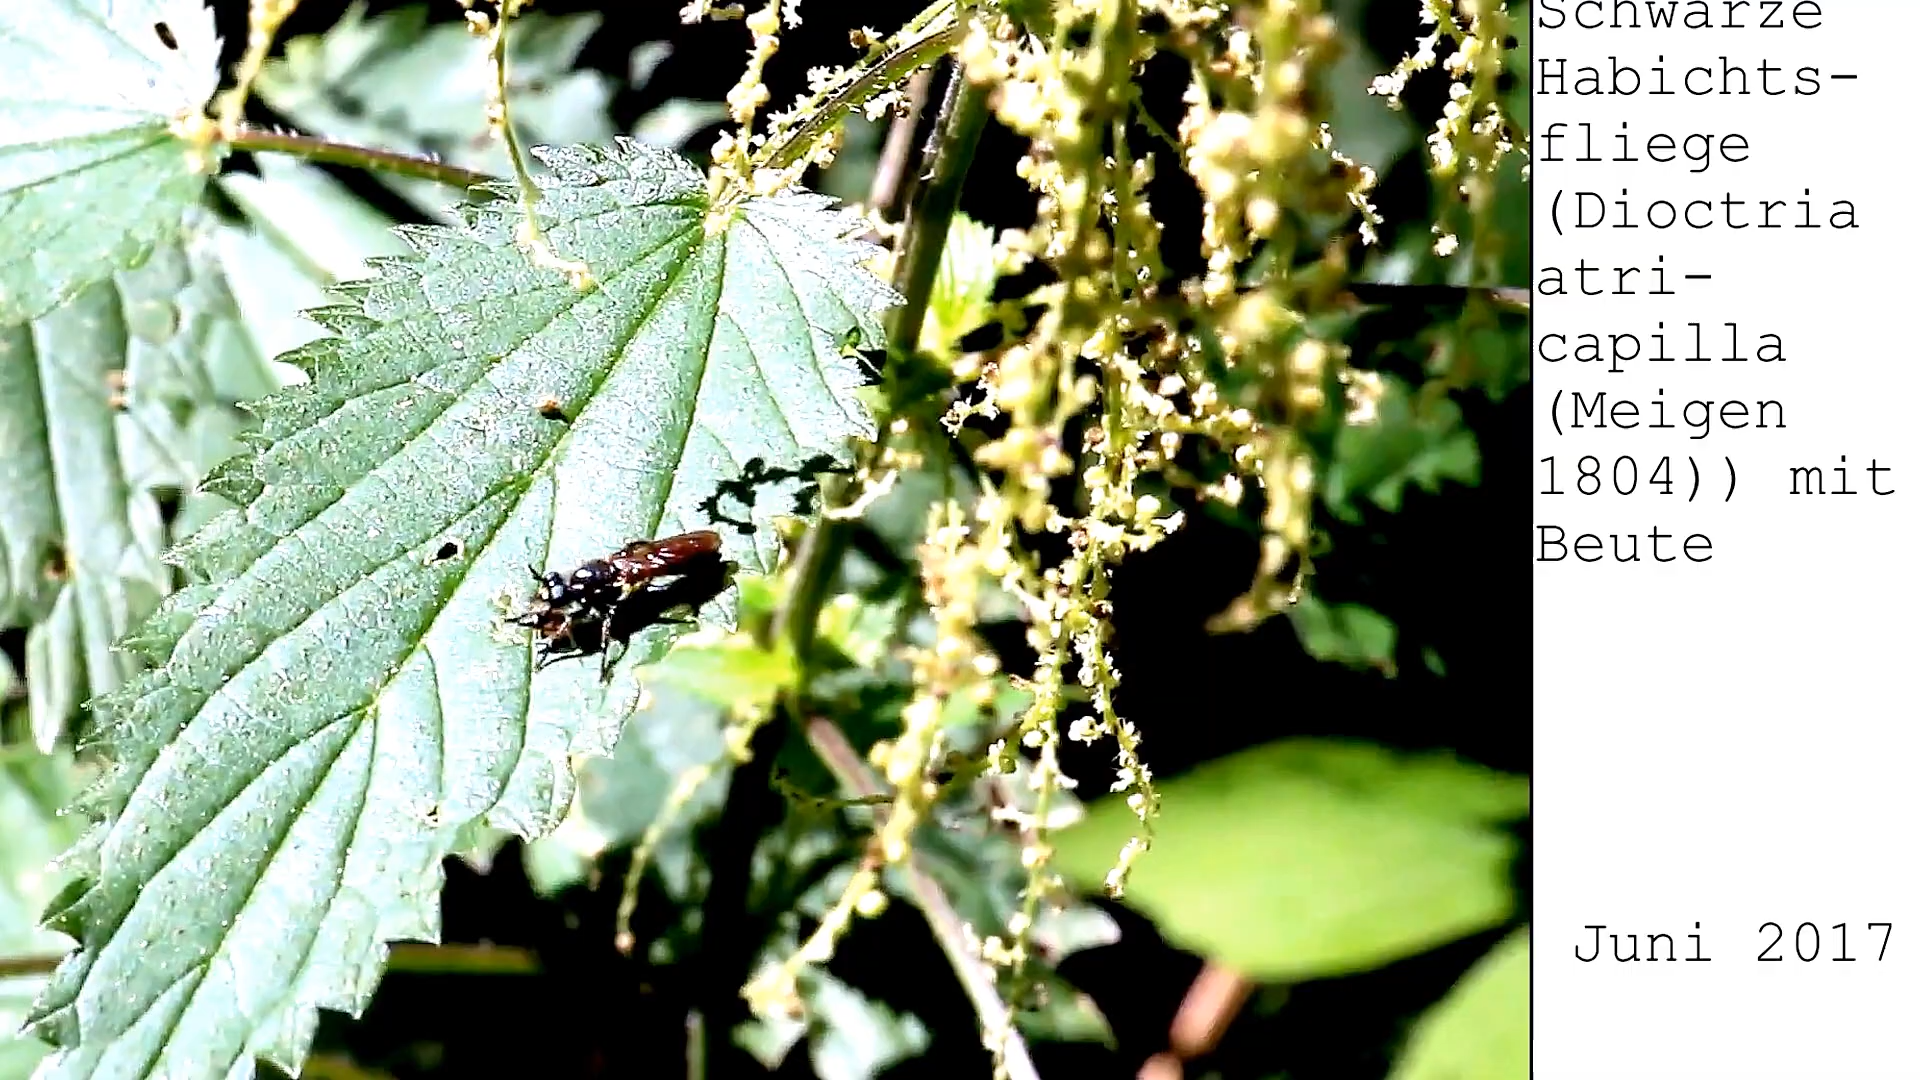 Schwarze
Habichts-
fliege
(Dioctria
atri-
capilla
(Meigen
1804)) mit
Beute
Juni 2017